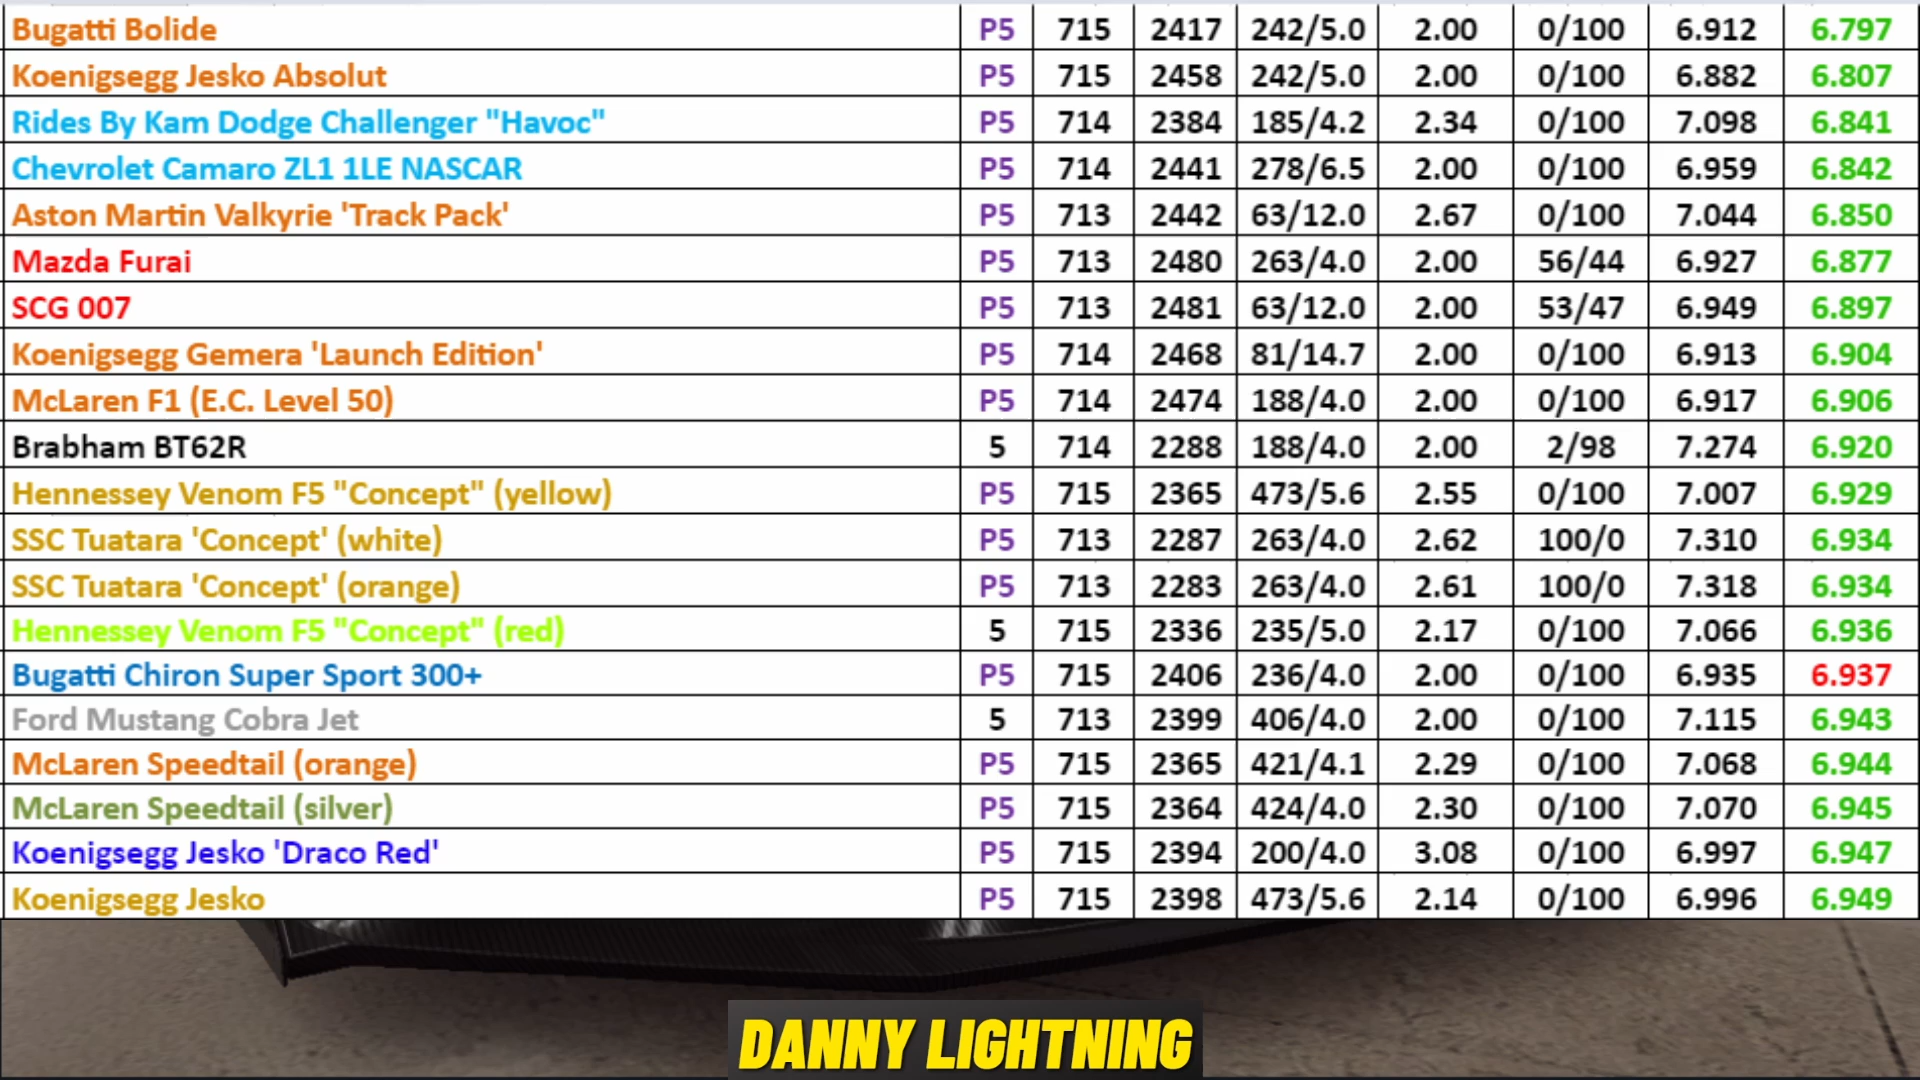 Bugatti Bolide P5 715 2417 242/5.0 2.00 0/100 6.912 6.797
Koenigsegg Jesko Absolut P5 715 2458 242/5.0 2.00 0/100 6.882 6.807
Rides By Kam Dodge Challenger "Havoc" P5 714 2384 185/4.2 2.34 0/100 7.098 6.841
Chevrolet Camaro ZL1 1LE NASCAR P5 714 2441 278/6.5 2.00 0/100 6.959 6.842
Aston Martin Valkyrie 'Track Pack' P5 713 2442 63/12.0 2.67 0/100 7.044 6.850
Mazda Furai P5 713 2480 263/4.0 2.00 56/44 6.927 6.877
SCG 007 P5 713 2481 63/12.0 2.00 53/47 6.949 6.897
Koenigsegg Gemera 'Launch Edition' P5 714 2468 81/14.7 2.00 0/100 6.913 6.904
McLaren F1 (E.C. Level 50) P5 714 2474 188/4.0 2.00 0/100 6.917 6.906
Brabham BT62R 5 714 2288 188/4.0 2.00 2/98 7.274 6.920
Hennessey Venom F5 "Concept" (yellow) P5 715 2365 473/5.6 2.55 0/100 7.007 6.929
SSC Tuatara 'Concept' (white) P5 713 2287 263/4.0 2.62 100/0 7.310 6.934
SSC Tuatara 'Concept' (orange) P5 713 2283 263/4.0 2.61 100/0 7.318 6.934
Hennessey Venom F5 "Concept" (red) 5 715 2336 235/5.0 2.17 0/100 7.066 6.936
Bugatti Chiron Super Sport 300+ P5 715 2406 236/4.0 2.00 0/100 6.935 6.937
Ford Mustang Cobra Jet 5 713 2399 406/4.0 2.00 0/100 7.115 6.943
McLaren Speedtail (orange) P5 715 2365 421/4.1 2.29 0/100 7.068 6.944
McLaren Speedtail (silver) P5 715 2364 424/4.0 2.30 0/100 7.070 6.945
Koenigsegg Jesko 'Draco Red' P5 715 2394 200/4.0 3.08 0/100 6.997 6.947
Koenigsegg Jesko P5 715 2398 473/5.6 2.14 0/100 6.996 6.949
DANNY LIGHTNING